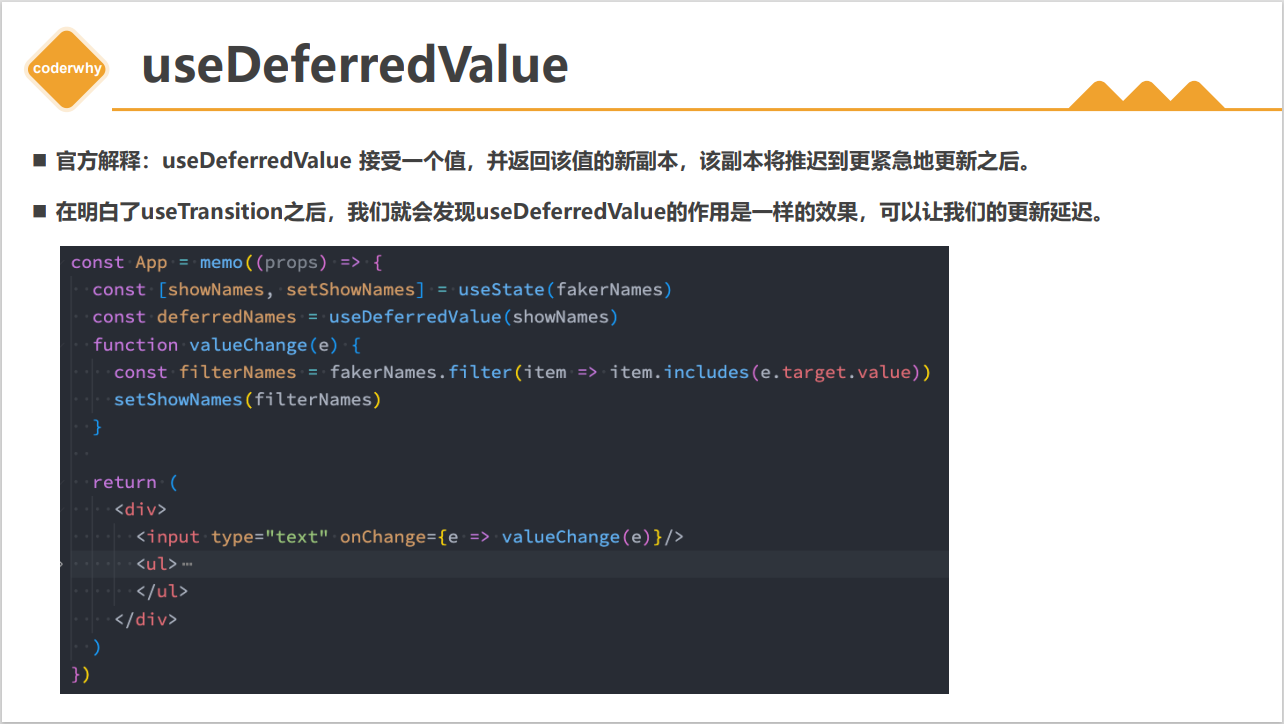 coderwhy
useDeferredValue
官方解释：useDeferredValue 接受一个值，并返回该值的新副本，该副本将推迟到更紧急地更新之后。
在明白了useTransition之后，我们就会发现useDeferredValue的作用是一样的效果，可以让我们的更新延迟。
const App = memo((props) => {
  const [showNames, setShowNames] = useState(fakerNames)
  const deferredNames = useDeferredValue(showNames)
  function valueChange(e) {
    const filterNames = fakerNames.filter(item => item.includes(e.target.value))
    setShowNames(filterNames)
  }
  return (
    <div>
      <input type="text" onChange={e => valueChange(e)}/>
      <ul>⋯
      </ul>
    </div>
  )
})